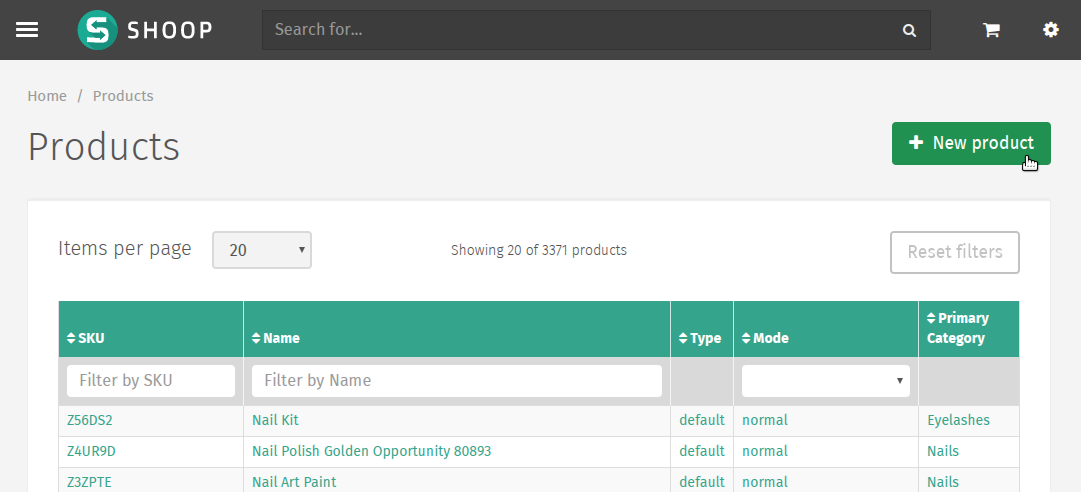 SHOOP
Search for...
Home / Products
Products
New product
Items per page
20
Showing 20 of 3371 products
Reset filters
SKU Name Type Mode Primary Category
Filter by SKU Filter by Name
Z56DS2 Nail Kit default normal Eyelashes
Z4UR9D Nail Polish Golden Opportunity 80893 default normal Nails
Z3ZPTE Nail Art Paint default normal Nails